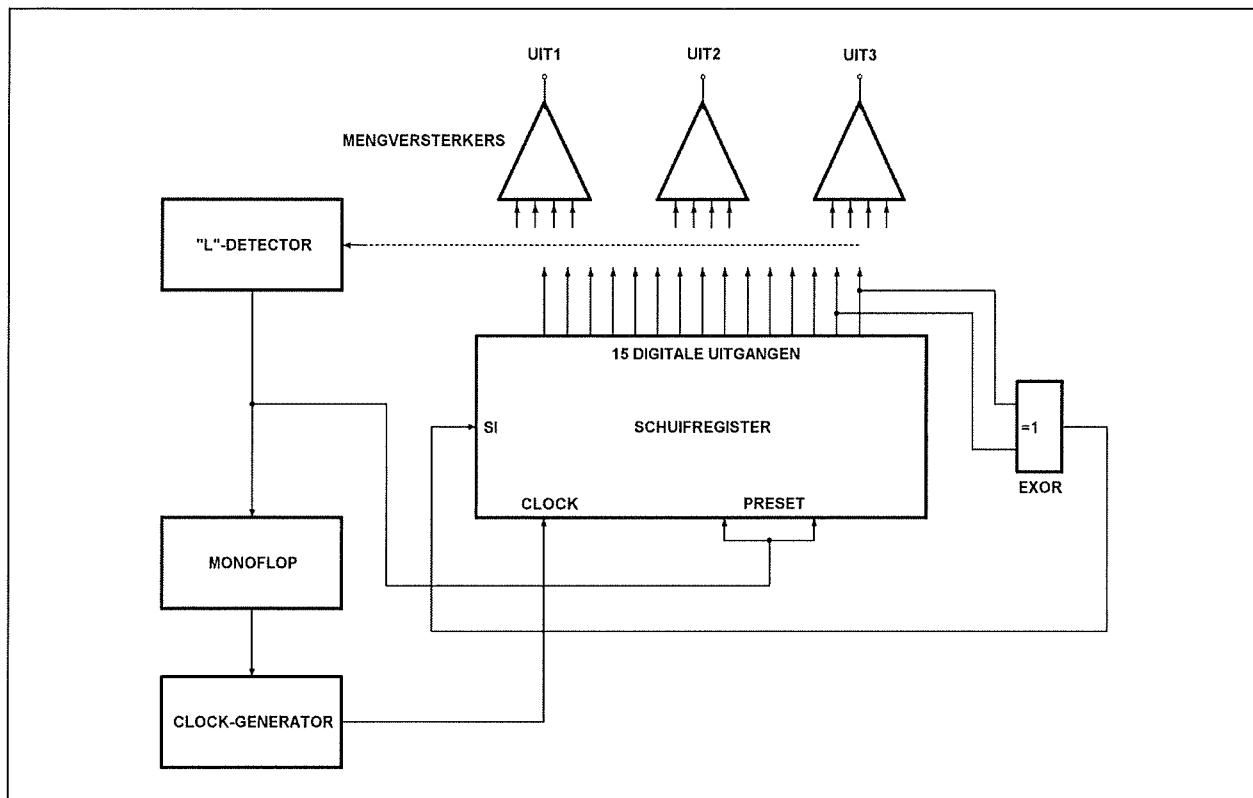 UIT1
UIT2
UIT3
MENGVERSTERKERS
"L"-DETECTOR
15 DIGITALE UITGANGEN
SI
SCHUIFREGISTER
=1
EXOR
CLOCK
PRESET
MONOFLOP
CLOCK-GENERATOR